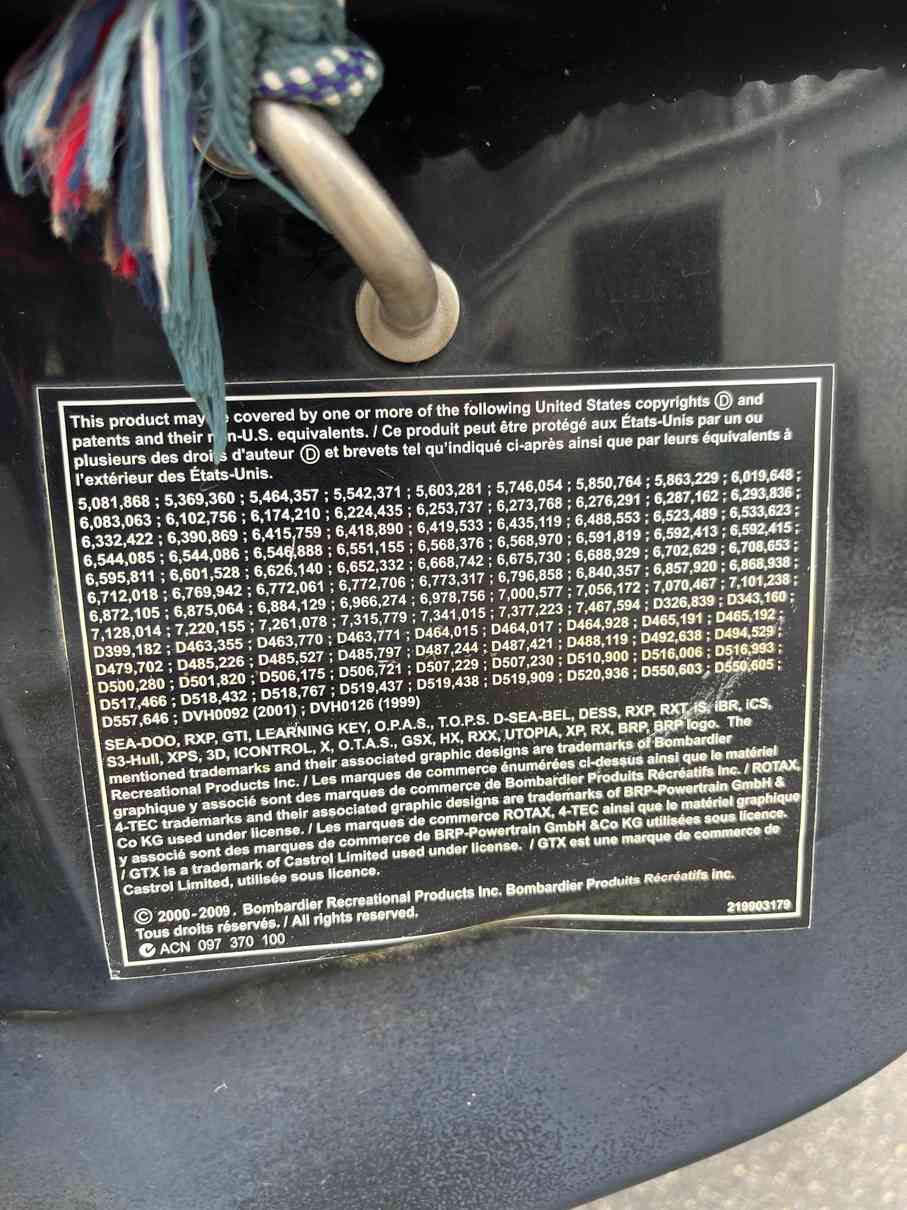 This product may covered by one or more of the following United States copyrights Ⓓ and
patents and their non-U.S. equivalents. / Ce produit peut être protégé aux États-Unis par un ou
plusieurs des droits d'auteur Ⓓ et brevets tel qu'indiqué ci-après ainsi que par leurs équivalents à
l'extérieur des États-Unis.
5,081,868 ; 5,369,360 ; 5,464,357 ; 5,542,371 ; 5,603,281 ; 5,746,054 ; 5,850,764 ; 5,863,229 ; 6,019,648 ;
6,083,063 ; 6,102,756 ; 6,174,210 ; 6,224,435 ; 6,253,737 ; 6,273,768 ; 6,276,291 ; 6,287,162 ; 6,293,836 ;
6,332,422 ; 6,390,869 ; 6,415,759 ; 6,418,890 ; 6,419,533 ; 6,435,119 ; 6,488,553 ; 6,523,489 ; 6,533,623 ;
6,544,085 ; 6,544,086 ; 6,546,888 ; 6,551,155 ; 6,568,376 ; 6,568,970 ; 6,591,819 ; 6,592,413 ; 6,592,415 ;
6,595,811 ; 6,601,528 ; 6,626,140 ; 6,652,332 ; 6,668,742 ; 6,675,730 ; 6,688,929 ; 6,702,629 ; 6,708,653 ;
6,712,018 ; 6,769,942 ; 6,772,061 ; 6,772,706 ; 6,773,317 ; 6,796,858 ; 6,840,357 ; 6,857,920 ; 6,868,938 ;
6,872,105 ; 6,875,064 ; 6,884,129 ; 6,966,274 ; 6,978,756 ; 7,000,577 ; 7,056,172 ; 7,070,467 ; 7,101,238 ;
7,128,014 ; 7,220,155 ; 7,261,078 ; 7,315,779 ; 7,341,015 ; 7,377,223 ; 7,467,594 ; D326,839 ; D343,160 ;
D399,182 ; D463,355 ; D463,770 ; D463,771 ; D464,015 ; D464,017 ; D464,928 ; D465,191 ; D465,192 ;
D479,702 ; D485,226 ; D485,527 ; D485,797 ; D487,244 ; D487,421 ; D488,119 ; D492,638 ; D494,529 ;
D500,280 ; D501,820 ; D506,175 ; D506,721 ; D507,229 ; D507,230 ; D510,900 ; D516,006 ; D516,993 ;
D517,466 ; D518,432 ; D518,767 ; D519,437 ; D519,438 ; D519,909 ; D520,936 ; D550,603 ; D550,605 ;
D557,646 ; DVH0092 (2001) ; DVH0126 (1999)
SEA-DOO, RXP, GTI, LEARNING KEY, O.P.A.S., T.O.P.S. D-SEA-BEL, DESS, RXP, RXT, iS, iBR, iCS,
S3-Hull, XPS, 3D, ICONTROL, X, O.T.A.S., GSX, HX, RXX, UTOPIA, XP, RX, BRP, BRP logo. The
mentioned trademarks and their associated graphic designs are trademarks of Bombardier
Recreational Products Inc. / Les marques de commerce énumérées ci-dessus ainsi que le matériel
graphique y associé sont des marques de commerce de Bombardier Produits Récréatifs Inc. / ROTAX,
4-TEC trademarks and their associated graphic designs are trademarks of BRP-Powertrain GmbH &
Co KG used under license. / Les marques de commerce ROTAX, 4-TEC ainsi que le matériel graphique
y associé sont des marques de commerce de BRP-Powertrain GmbH &Co KG utilisées sous licence.
/ GTX is a trademark of Castrol Limited used under license. / GTX est une marque de commerce de
Castrol Limited, utilisée sous licence.
© 2000-2009. Bombardier Recreational Products Inc. Bombardier Produits Récréatifs Inc.
Tous droits réservés. / All rights reserved.
219903179
ACN 097 370 100